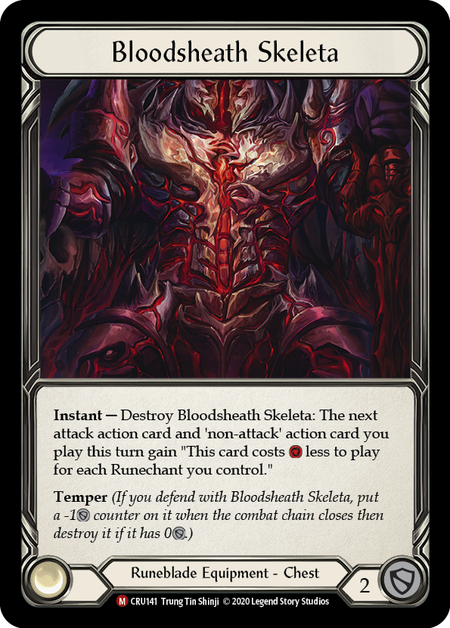 Bloodsheath Skeleta
Instant — Destroy Bloodsheath Skeleta: The next
attack action card and 'non-attack' action card you
play this turn gain "This card costs less to play
for each Runechant you control."
Temper (If you defend with Bloodsheath Skeleta, put
a -1 counter on it when the combat chain closes then
destroy it if it has 0.)
Runeblade Equipment - Chest
2
M CRU141 Trung Tin Shinji © 2020 Legend Story Studios